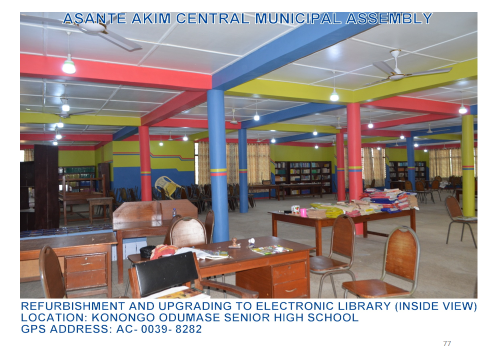 ASANTE AKIM CENTRAL MUNICIPAL ASSEMBLY
REFURBISHMENT AND UPGRADING TO ELECTRONIC LIBRARY (INSIDE VIEW)
LOCATION: KONONGO ODUMASE SENIOR HIGH SCHOOL
GPS ADDRESS: AC- 0039- 8282
77